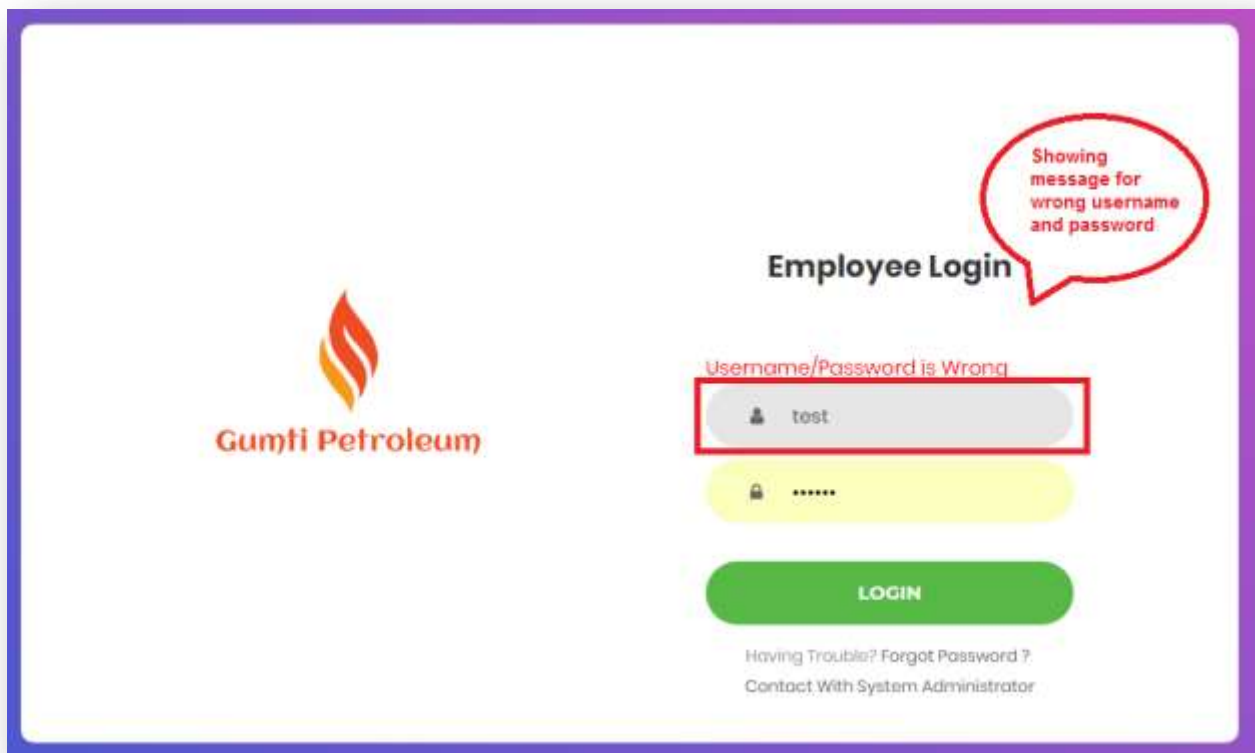 Showing
message for
wrong username
and password
Employee Login
Username/Password is Wrong
test
Gumti Petroleum
••••••
LOGIN
Having Trouble? Forgot Password ?
Contact With System Administrator